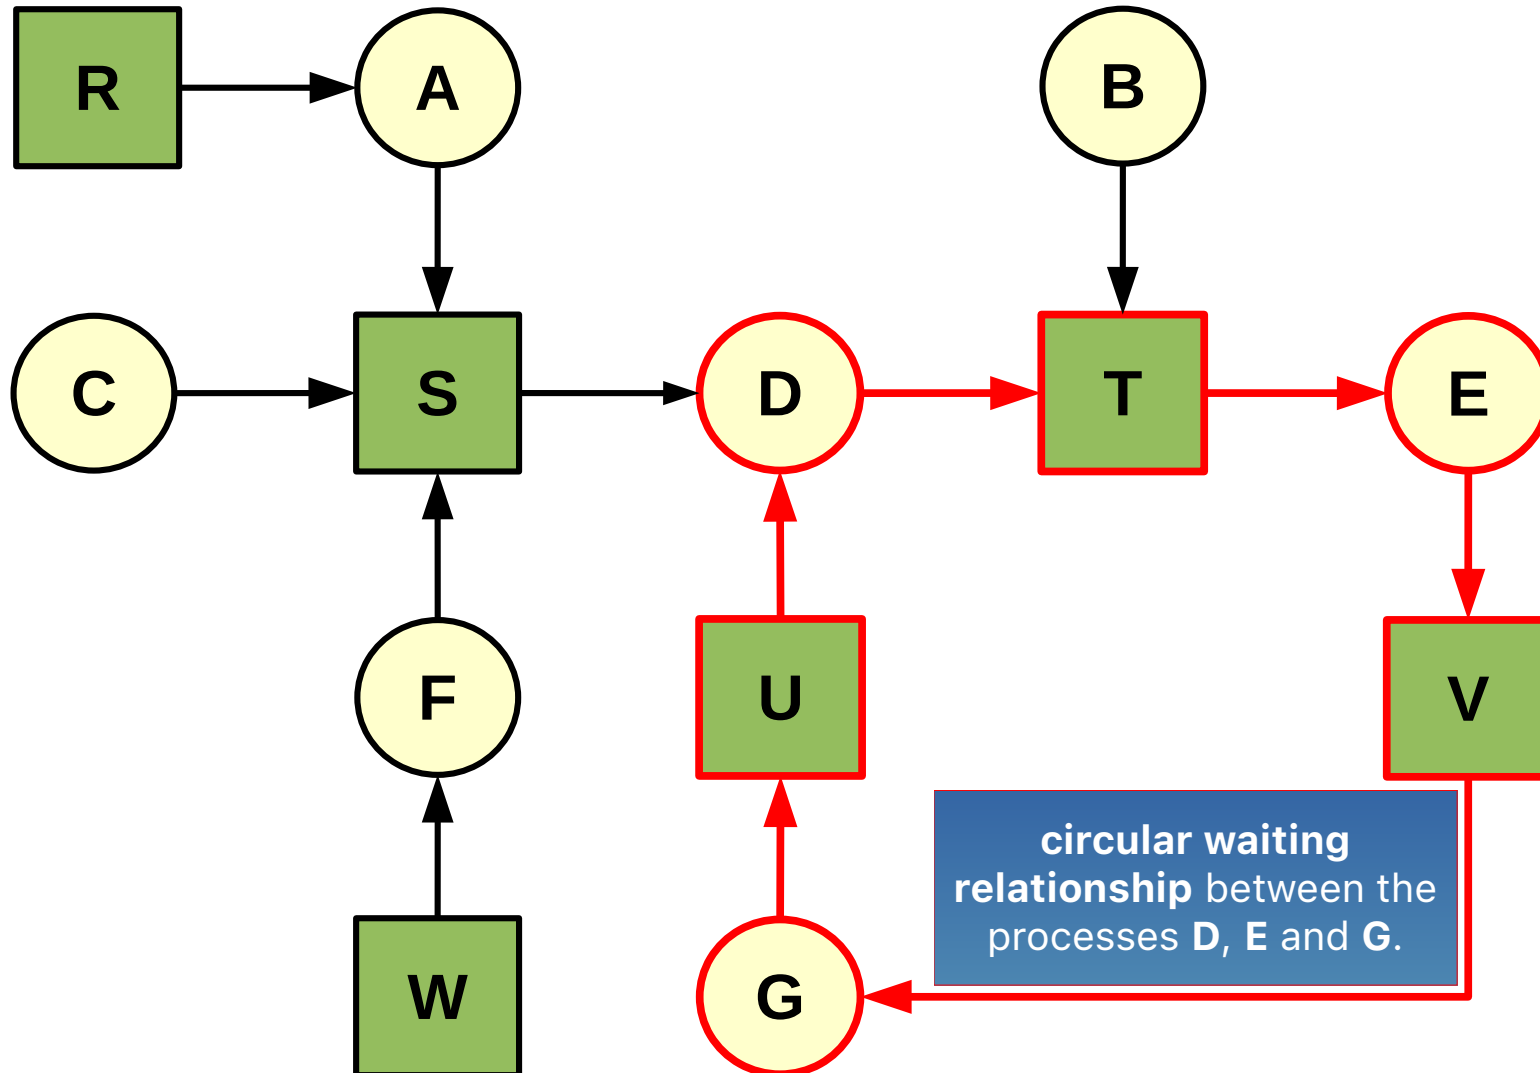 R
A
B
C
S
D
T
E
F
U
V
circular waiting
relationship between the
processes D, E and G.
W
G